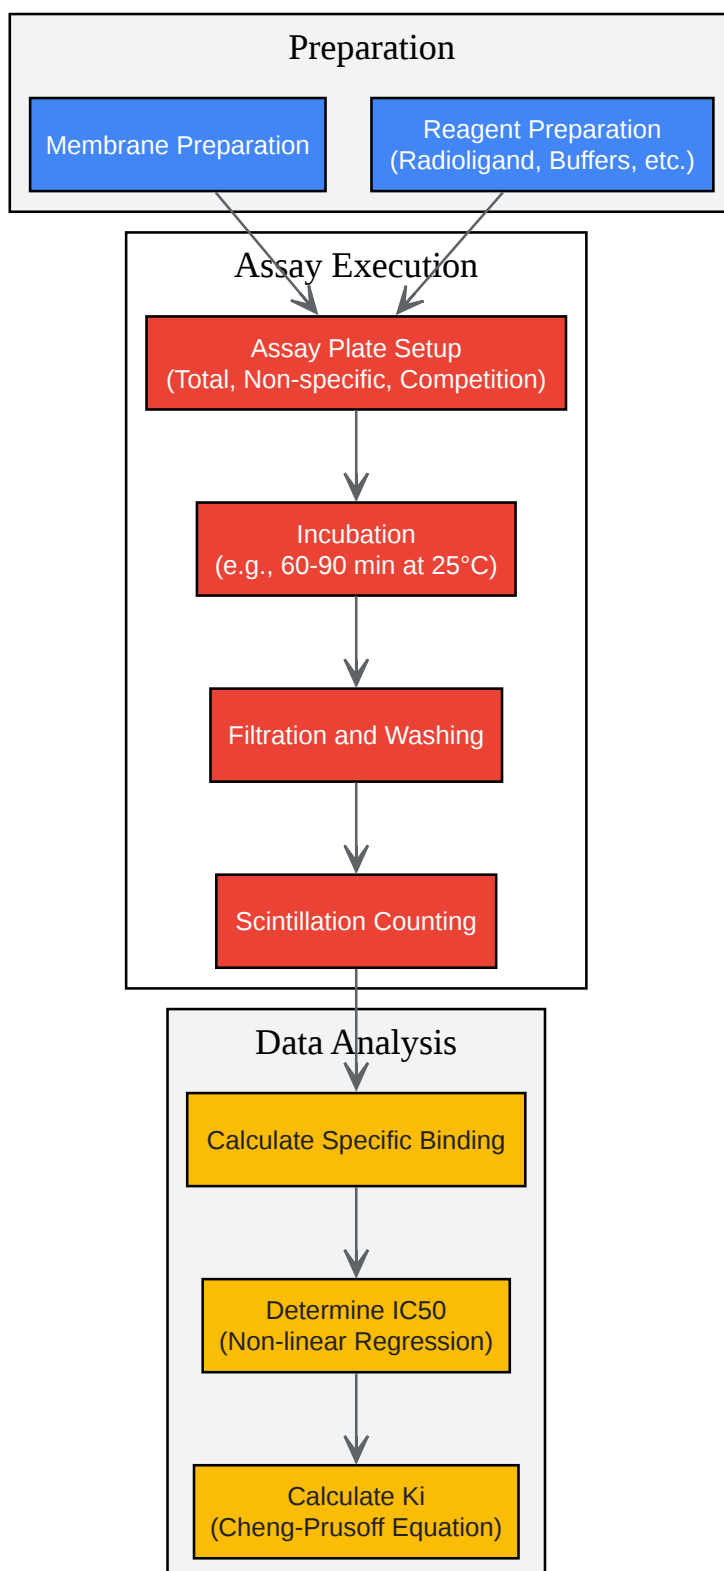 Preparation
Membrane Preparation
Reagent Preparation
(Radioligand, Buffers, etc.)
Assay Execution
Assay Plate Setup
(Total, Non-specific, Competition)
Incubation
(e.g., 60-90 min at 25°C)
Filtration and Washing
Scintillation Counting
Data Analysis
Calculate Specific Binding
Determine IC50
(Non-linear Regression)
Calculate Ki
(Cheng-Prusoff Equation)